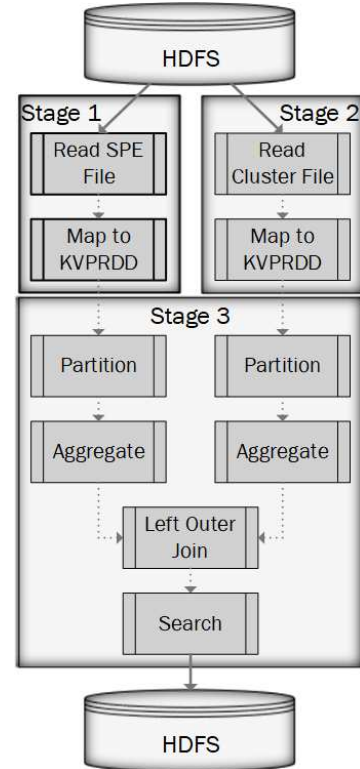 HDFS
Stage 1
Read SPE
File
Map to
KVPRDD
Stage 2
Read
Cluster File
Map to
KVPRDD
Stage 3
Partition
Partition
Aggregate
Aggregate
Left Outer
Join
Search
HDFS